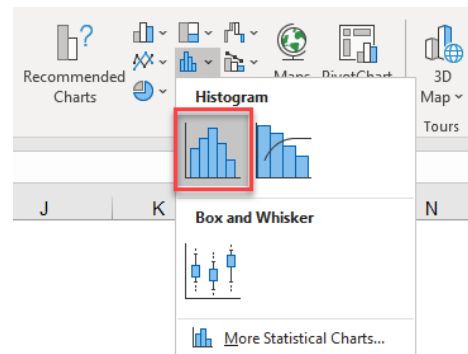 ?
Recommended
Charts
Maps PivotChart
3D
Map
Tours
Histogram
J K N
Box and Whisker
More Statistical Charts...